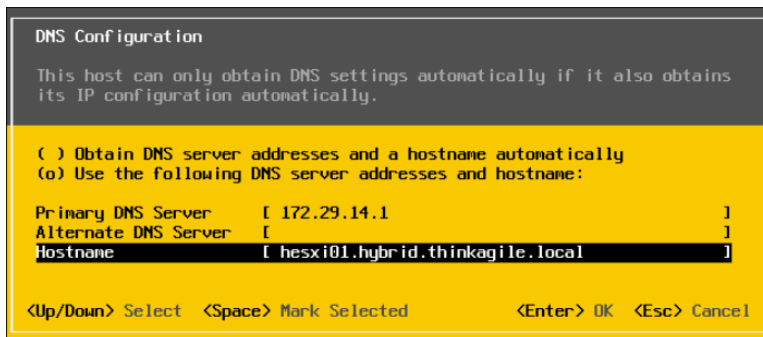 DNS Configuration
This host can only obtain DNS settings automatically if it also obtains
its IP configuration automatically.
( ) Obtain DNS server addresses and a hostname automatically
(o) Use the following DNS server addresses and hostname:
Primary DNS Server [ 172.29.14.1 ]
Alternate DNS Server [ ]
Hostname [ hesxi01.hybrid.thinkagile.local ]
<Up/Down> Select <Space> Mark Selected <Enter> OK <Esc> Cancel